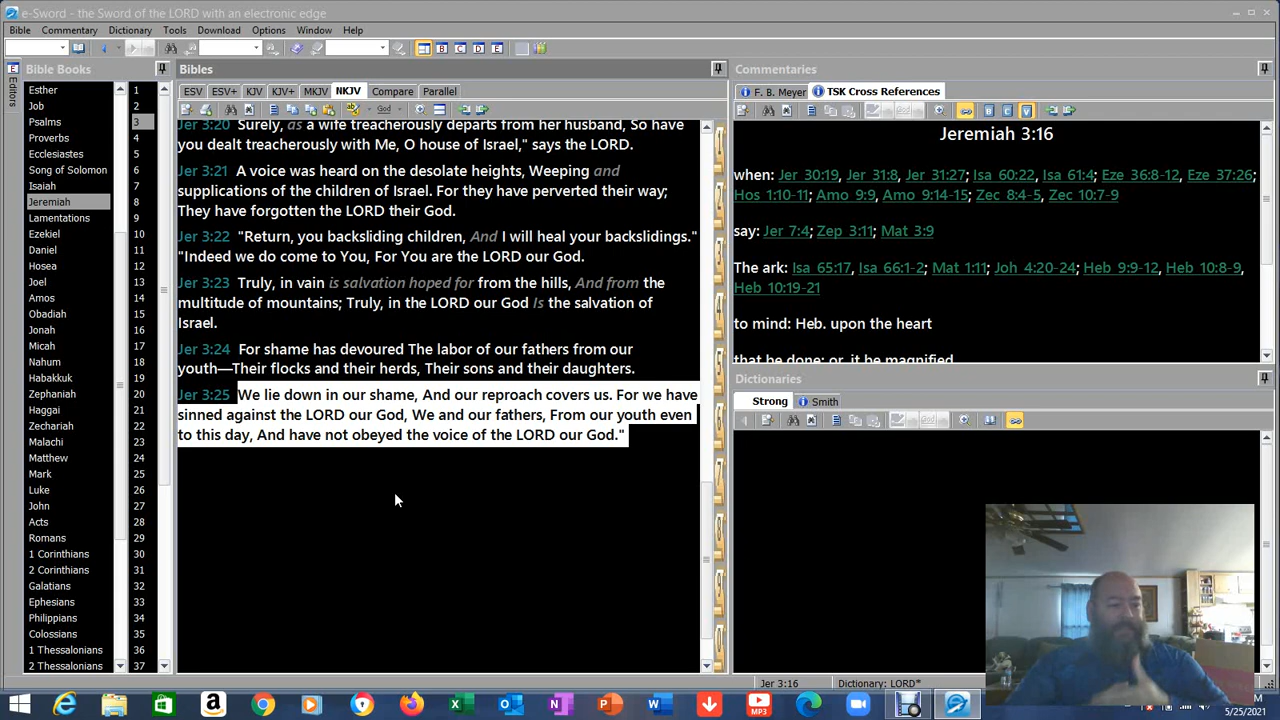 e-Sword - the Sword of the LORD with an electronic edge
Bible Commentary Dictionary Tools Download Options Window Help
B C D E
Editors
Bible Books
Esther
Job
Psalms
Proverbs
Ecclesiastes
Song of Solomon
Isaiah
Jeremiah
Lamentations
Ezekiel
Daniel
Hosea
Joel
Amos
Obadiah
Jonah
Micah
Nahum
Habakkuk
Zephaniah
Haggai
Zechariah
Malachi
Matthew
Mark
Luke
John
Acts
Romans
1 Corinthians
2 Corinthians
Galatians
Ephesians
Philippians
Colossians
1 Thessalonians
2 Thessalonians
1
2
3
4
5
6
7
8
9
10
11
12
13
14
15
16
17
18
19
20
21
22
23
24
25
26
27
28
29
30
31
32
33
34
35
36
37
Bibles
ESV ESV+ KJV KJV+ MKJV NKJV Compare Parallel
God
Jer 3:20 Surely, as a wife treacherously departs from her husband, So have
you dealt treacherously with Me, O house of Israel," says the LORD.
Jer 3:21 A voice was heard on the desolate heights, Weeping and
supplications of the children of Israel. For they have perverted their way;
They have forgotten the LORD their God.
Jer 3:22 "Return, you backsliding children, And I will heal your backslidings."
"Indeed we do come to You, For You are the LORD our God.
Jer 3:23 Truly, in vain is salvation hoped for from the hills, And from the
multitude of mountains; Truly, in the LORD our God Is the salvation of
Israel.
Jer 3:24 For shame has devoured The labor of our fathers from our
youth—Their flocks and their herds, Their sons and their daughters.
Jer 3:25 We lie down in our shame, And our reproach covers us. For we have
sinned against the LORD our God, We and our fathers, From our youth even
to this day, And have not obeyed the voice of the LORD our God."
Commentaries
F. B. Meyer TSK Cross References
God B C V
Jeremiah 3:16
when: Jer 30:19, Jer 31:8, Jer 31:27; Isa 60:22, Isa 61:4; Eze 36:8-12, Eze 37:26;
Hos 1:10-11; Amo 9:9, Amo 9:14-15; Zec 8:4-5, Zec 10:7-9
say: Jer 7:4; Zep 3:11; Mat 3:9
The ark: Isa 65:17, Isa 66:1-2; Mat 1:11; Joh 4:20-24; Heb 9:9-12, Heb 10:8-9,
Heb 10:19-21
to mind: Heb. upon the heart
that be done: or, it be magnified
Dictionaries
Strong Smith
God
Jer 3:16 Dictionary: LORD*
MP3
5/25/2021